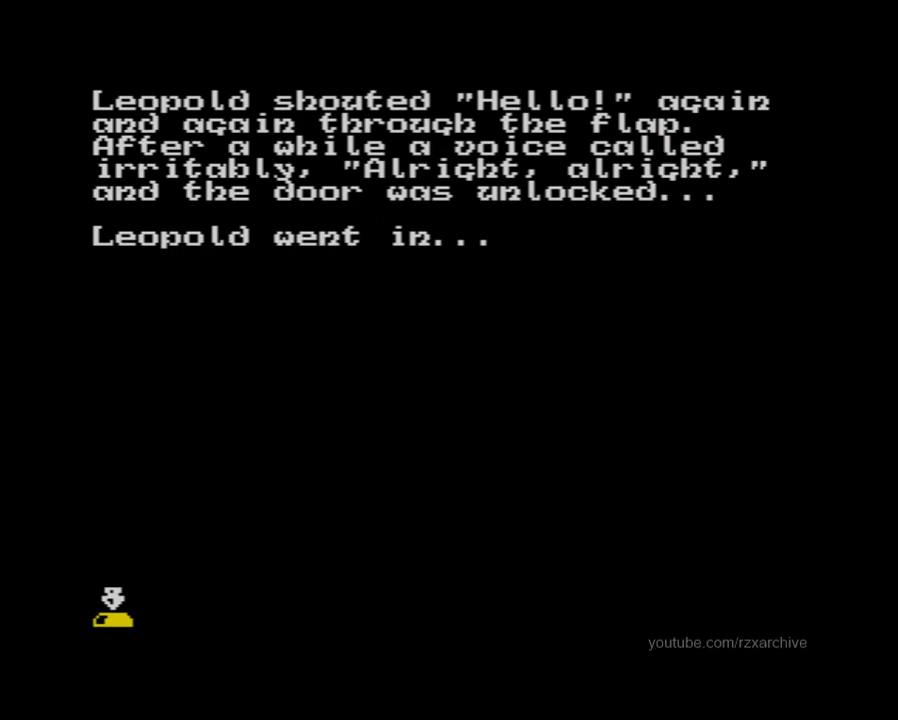 Leopold shouted "Hello!" again
and again through the flap.
After a while a voice called
irritably, "Alright, alright,"
and the door was unlocked...
Leopold went in...
youtube.com/rzxarchive